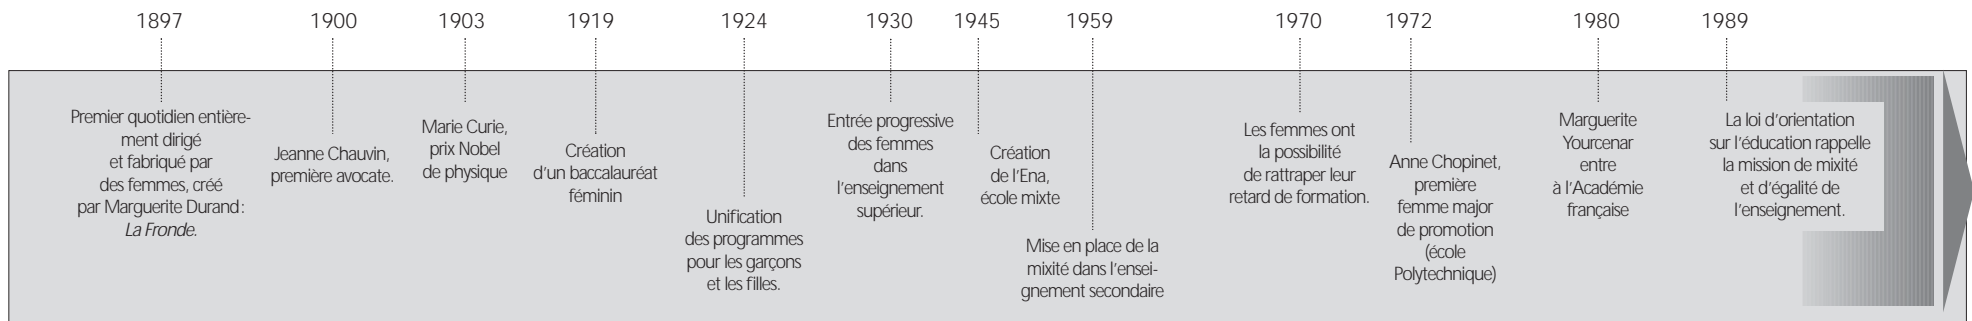 1897 1900 1903 1919 1924 1930 1945 1959 1970 1972 1980 1989
Premier quotidien entière-
ment dirigé
et fabriqué par
des femmes, créé
par Marguerite Durand :
La Fronde.
Jeanne Chauvin,
première avocate.
Marie Curie,
prix Nobel
de physique
Création
d'un baccalauréat
féminin
Unification
des programmes
pour les garçons
et les filles.
Entrée progressive
des femmes
dans
l'enseignement
supérieur.
Création
de l'Ena,
école mixte
Mise en place de la
mixité dans l'ensei-
gnement secondaire
Les femmes ont
la possibilité
de rattraper leur
retard de formation.
Anne Chopinet,
première
femme major
de promotion
(école
Polytechnique)
Marguerite
Yourcenar
entre
à l'Académie
française
La loi d'orientation
sur l'éducation rappelle
la mission de mixité
et d'égalité de
l'enseignement.